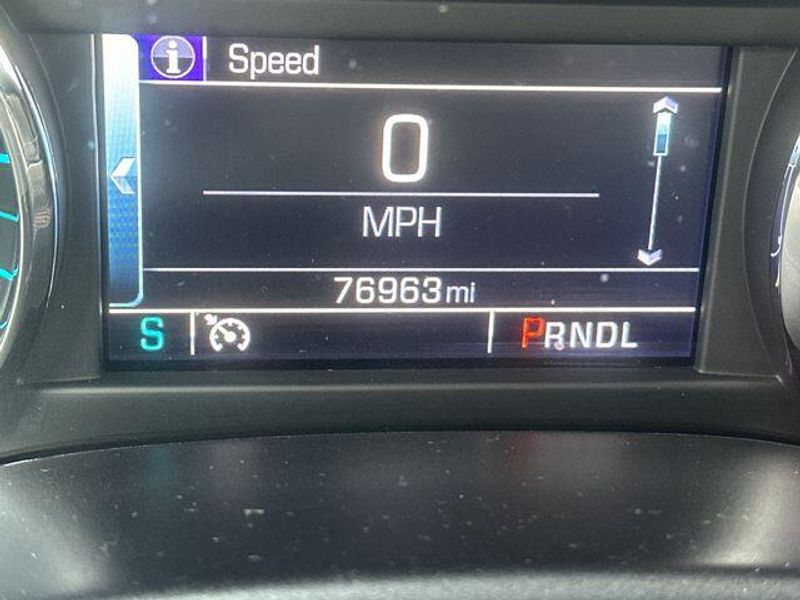 i Speed
0
MPH
76963 mi
S PRNDL